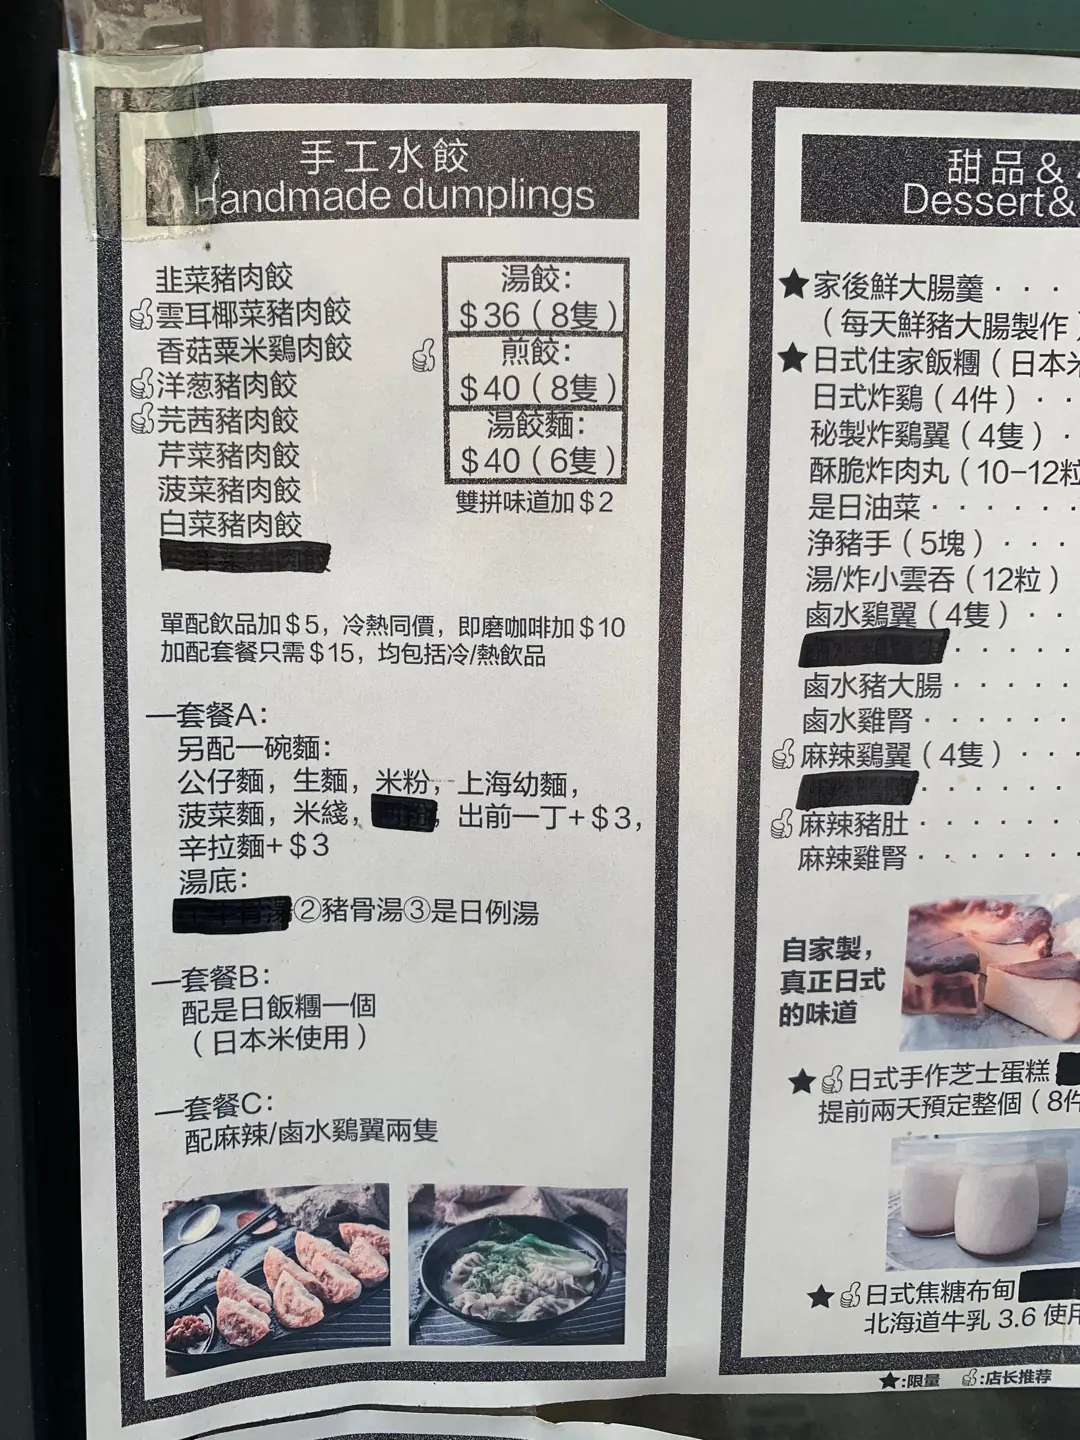 手工水餃
Handmade dumplings
韭菜豬肉餃
雲耳椰菜豬肉餃
香菇粟米鷄肉餃
洋葱豬肉餃
芫茜豬肉餃
芹菜豬肉餃
菠菜豬肉餃
白菜豬肉餃
湯餃：
$36（8隻）
煎餃：
$40（8隻）
湯餃麵：
$40（6隻）
雙拼味道加$2
單配飲品加$5，冷熱同價，即磨咖啡加$10
加配套餐只需$15，均包括冷/熱飲品
—套餐A：
另配一碗麵：
公仔麵，生麵，米粉，上海幼麵，
菠菜麵，米綫，出前一丁+$3，
辛拉麵+$3
湯底：
②豬骨湯③是日例湯
—套餐B：
配是日飯糰一個
（日本米使用）
—套餐C：
配麻辣/鹵水鷄翼兩隻
甜品&
Dessert&
★家後鮮大腸羹····
（每天鮮豬大腸製作）
★日式住家飯糰（日本米
日式炸鷄（4件）··
秘製炸鷄翼（4隻）·
酥脆炸肉丸（10-12粒
是日油菜······
净豬手（5塊）···
湯/炸小雲吞（12粒）
鹵水鷄翼（4隻）··
鹵水豬大腸·····
鹵水雞腎······
麻辣鷄翼（4隻）···
麻辣豬肚······
麻辣雞腎······
自家製，
真正日式
的味道
★日式手作芝士蛋糕
提前兩天預定整個（8件
★日式焦糖布甸
北海道牛乳 3.6 使用
★:限量 :店长推荐